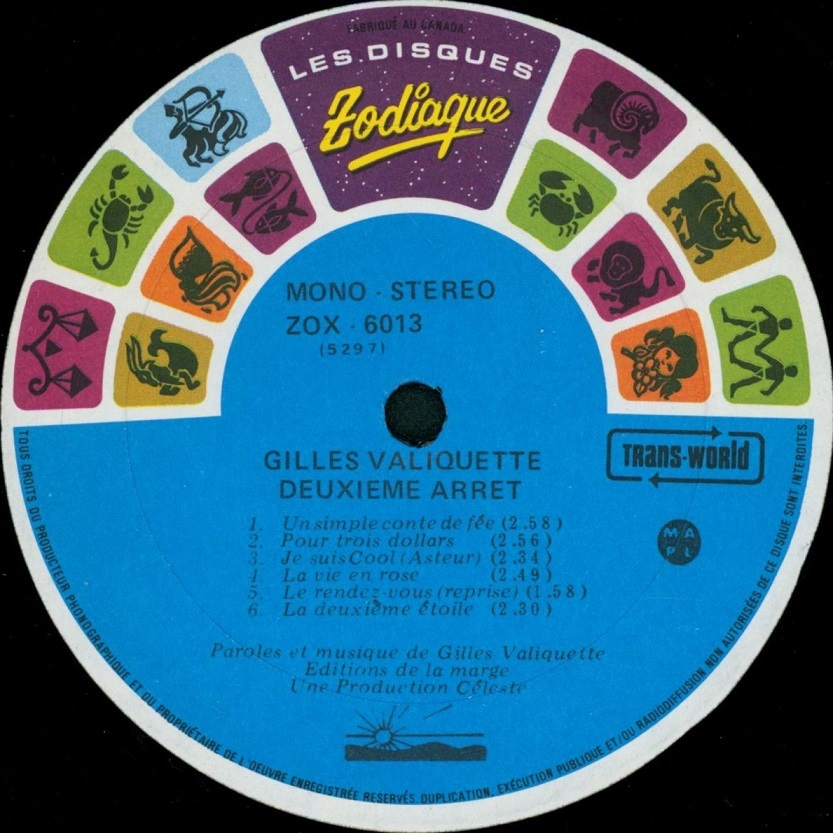 FABRIQUÉ AU CANADA
LES DISQUES
Zodiaque
MONO - STEREO
ZOX - 6013
(5297)
GILLES VALIQUETTE
DEUXIEME ARRET
TRANS-WORLD
1. Un simple conte de fée (2.58)
2. Pour trois dollars (2.56)
3. Je suis Cool (Asteur) (2.34)
4. La vie en rose (2.49)
5. Le rendez-vous (reprise) (1.58)
6. La deuxième étoile (2.30)
MAPL
Paroles et musique de Gilles Valiquette
Editions de la marge
Une Production Céleste
TOUS DROITS DU PRODUCTEUR PHONOGRAPHIQUE ET DU PROPRIÉTAIRE DE L'OEUVRE ENREGISTRÉE RESERVÉS DUPLICATION, EXÉCUTION PUBLIQUE ET/OU RADIODIFFUSION NON AUTORISÉES DE CE DISQUE SONT INTERDITES.